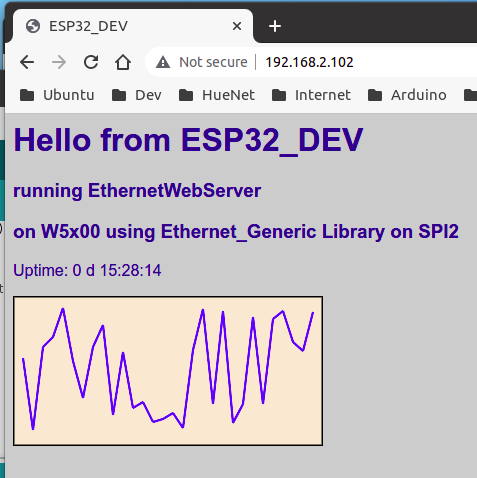 ESP32_DEV
Not secure 192.168.2.102
Ubuntu Dev HueNet Internet Arduino
Hello from ESP32_DEV
running EthernetWebServer
on W5x00 using Ethernet_Generic Library on SPI2
Uptime: 0 d 15:28:14